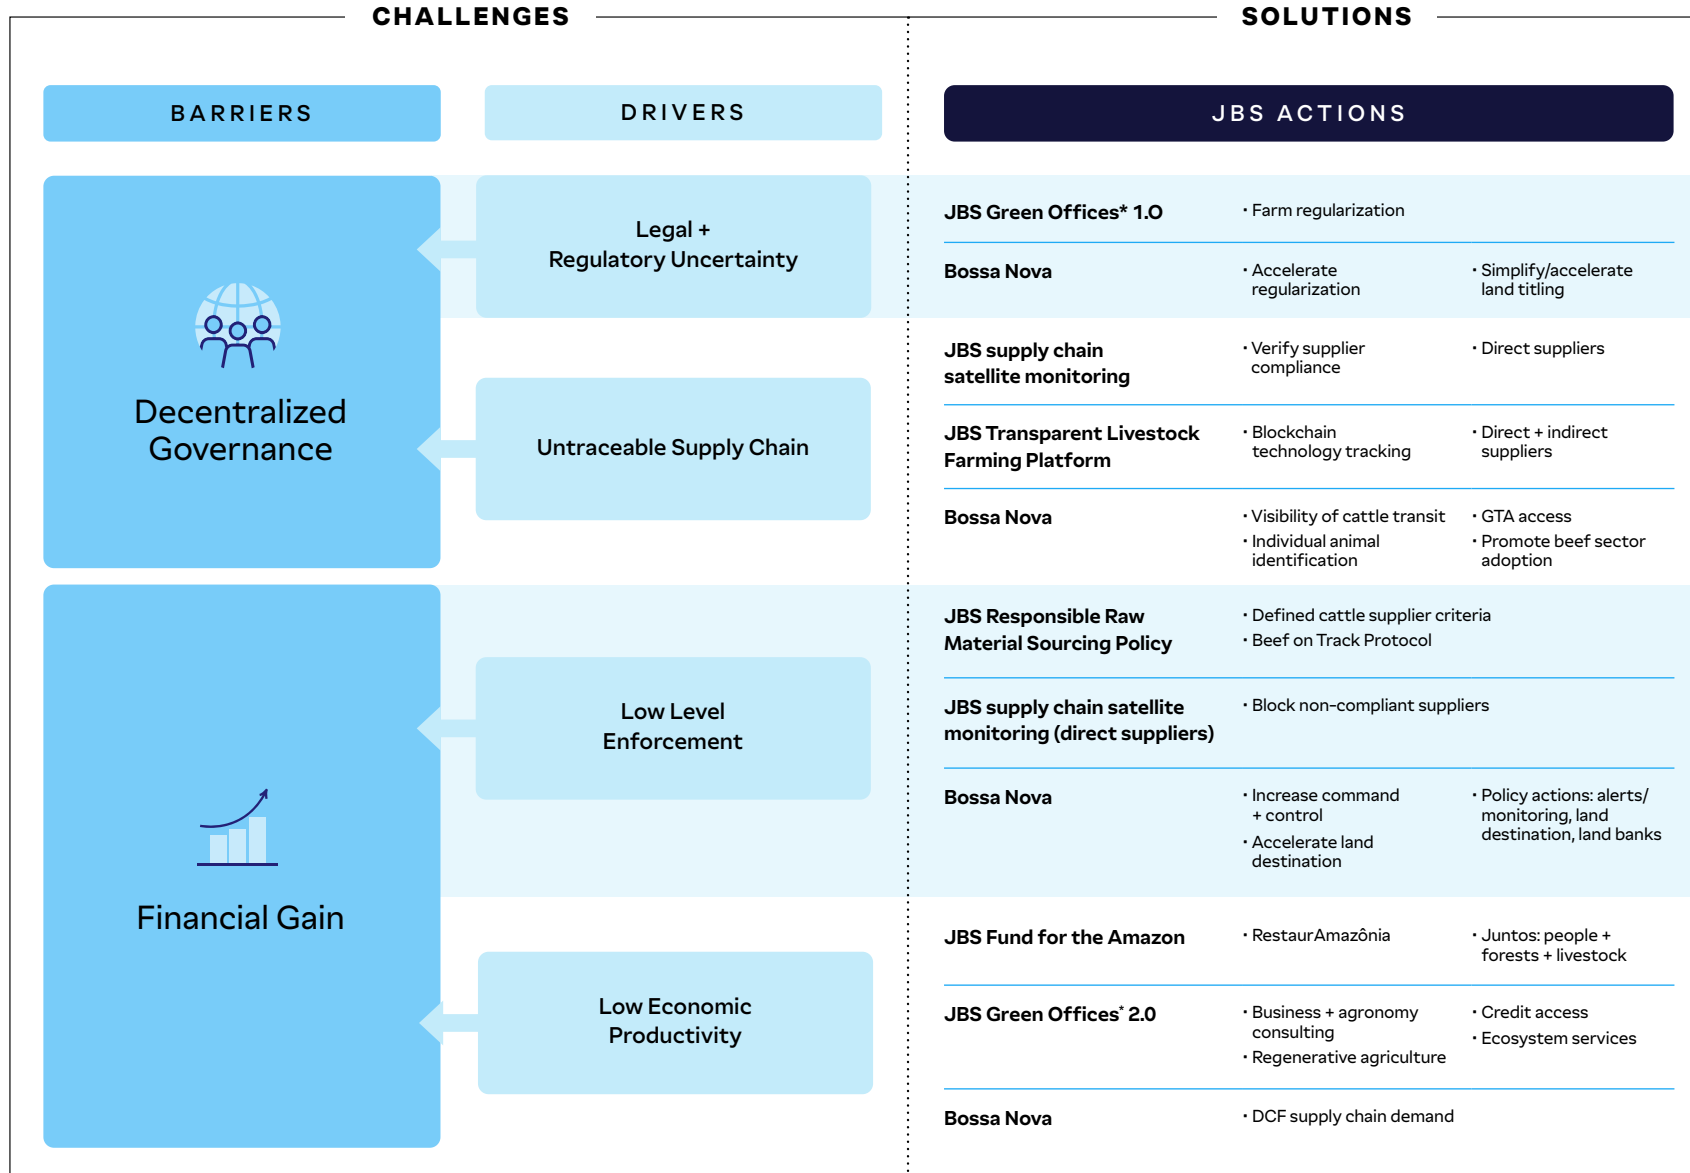 CHALLENGES
SOLUTIONS
BARRIERS
DRIVERS
JBS ACTIONS
Decentralized
Governance
Legal +
Regulatory Uncertainty
JBS Green Offices* 1.0
· Farm regularization
Bossa Nova
· Accelerate
regularization
· Simplify/accelerate
land titling
Untraceable Supply Chain
JBS supply chain
satellite monitoring
· Verify supplier
compliance
· Direct suppliers
JBS Transparent Livestock
Farming Platform
· Blockchain
technology tracking
· Direct + indirect
suppliers
Bossa Nova
· Visibility of cattle transit
· Individual animal
identification
· GTA access
· Promote beef sector
adoption
Financial Gain
Low Level
Enforcement
JBS Responsible Raw
Material Sourcing Policy
· Defined cattle supplier criteria
· Beef on Track Protocol
JBS supply chain satellite
monitoring (direct suppliers)
· Block non-compliant suppliers
Bossa Nova
· Increase command
+ control
· Accelerate land
destination
· Policy actions: alerts/
monitoring, land
destination, land banks
Low Economic
Productivity
JBS Fund for the Amazon
· RestaurAmazônia
· Juntos: people +
forests + livestock
JBS Green Offices* 2.0
· Business + agronomy
consulting
· Regenerative agriculture
· Credit access
· Ecosystem services
Bossa Nova
· DCF supply chain demand